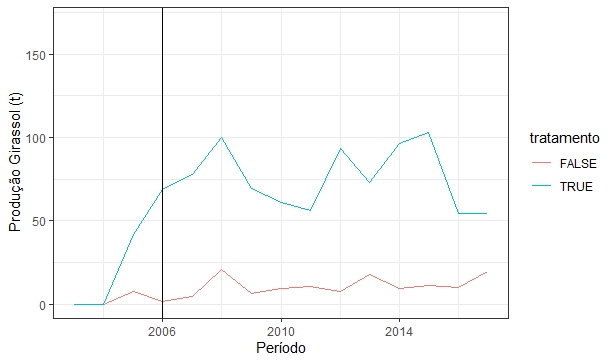 150
100
50
0
Produção Girassol (t)
2006
2010
2014
Período
tratamento
FALSE
TRUE